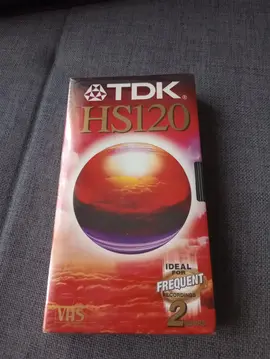 TDK
HS120
IDEAL
FOR
FREQUENT
RECORDINGS
2
VHS